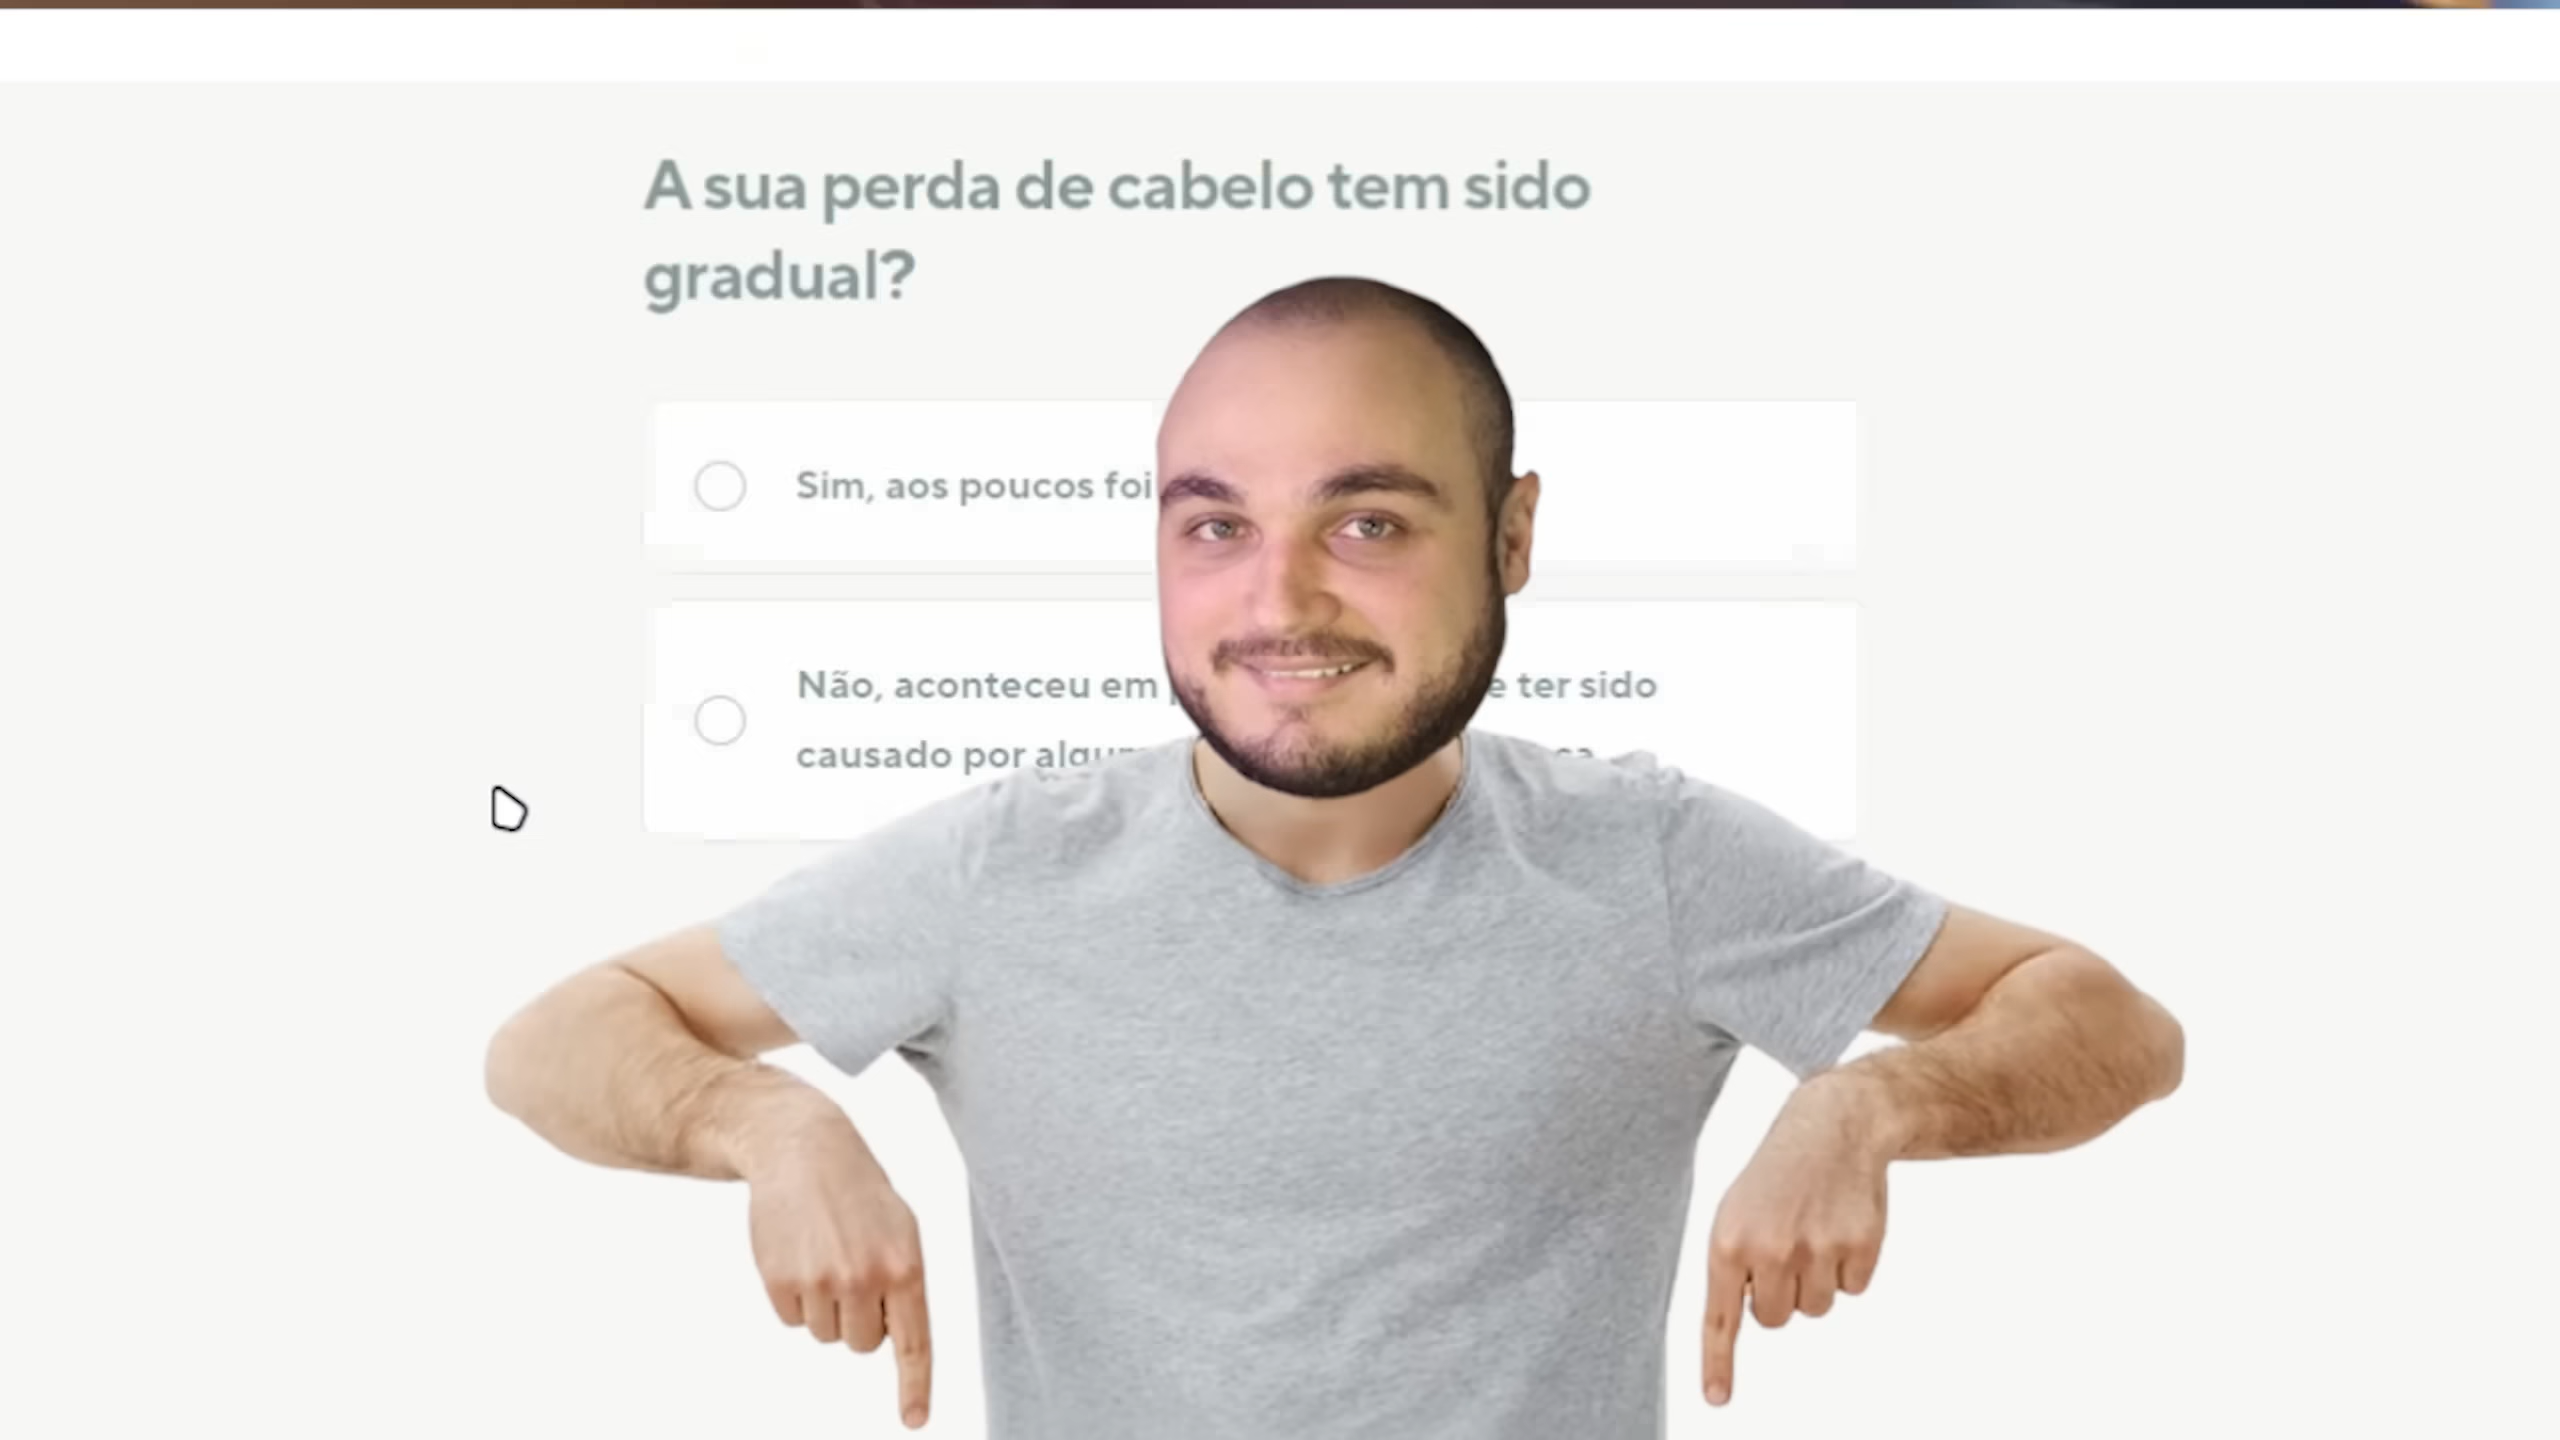 A sua perda de cabelo tem sido
gradual?
Sim, aos poucos foi
Não, aconteceu em ter sido
causado por